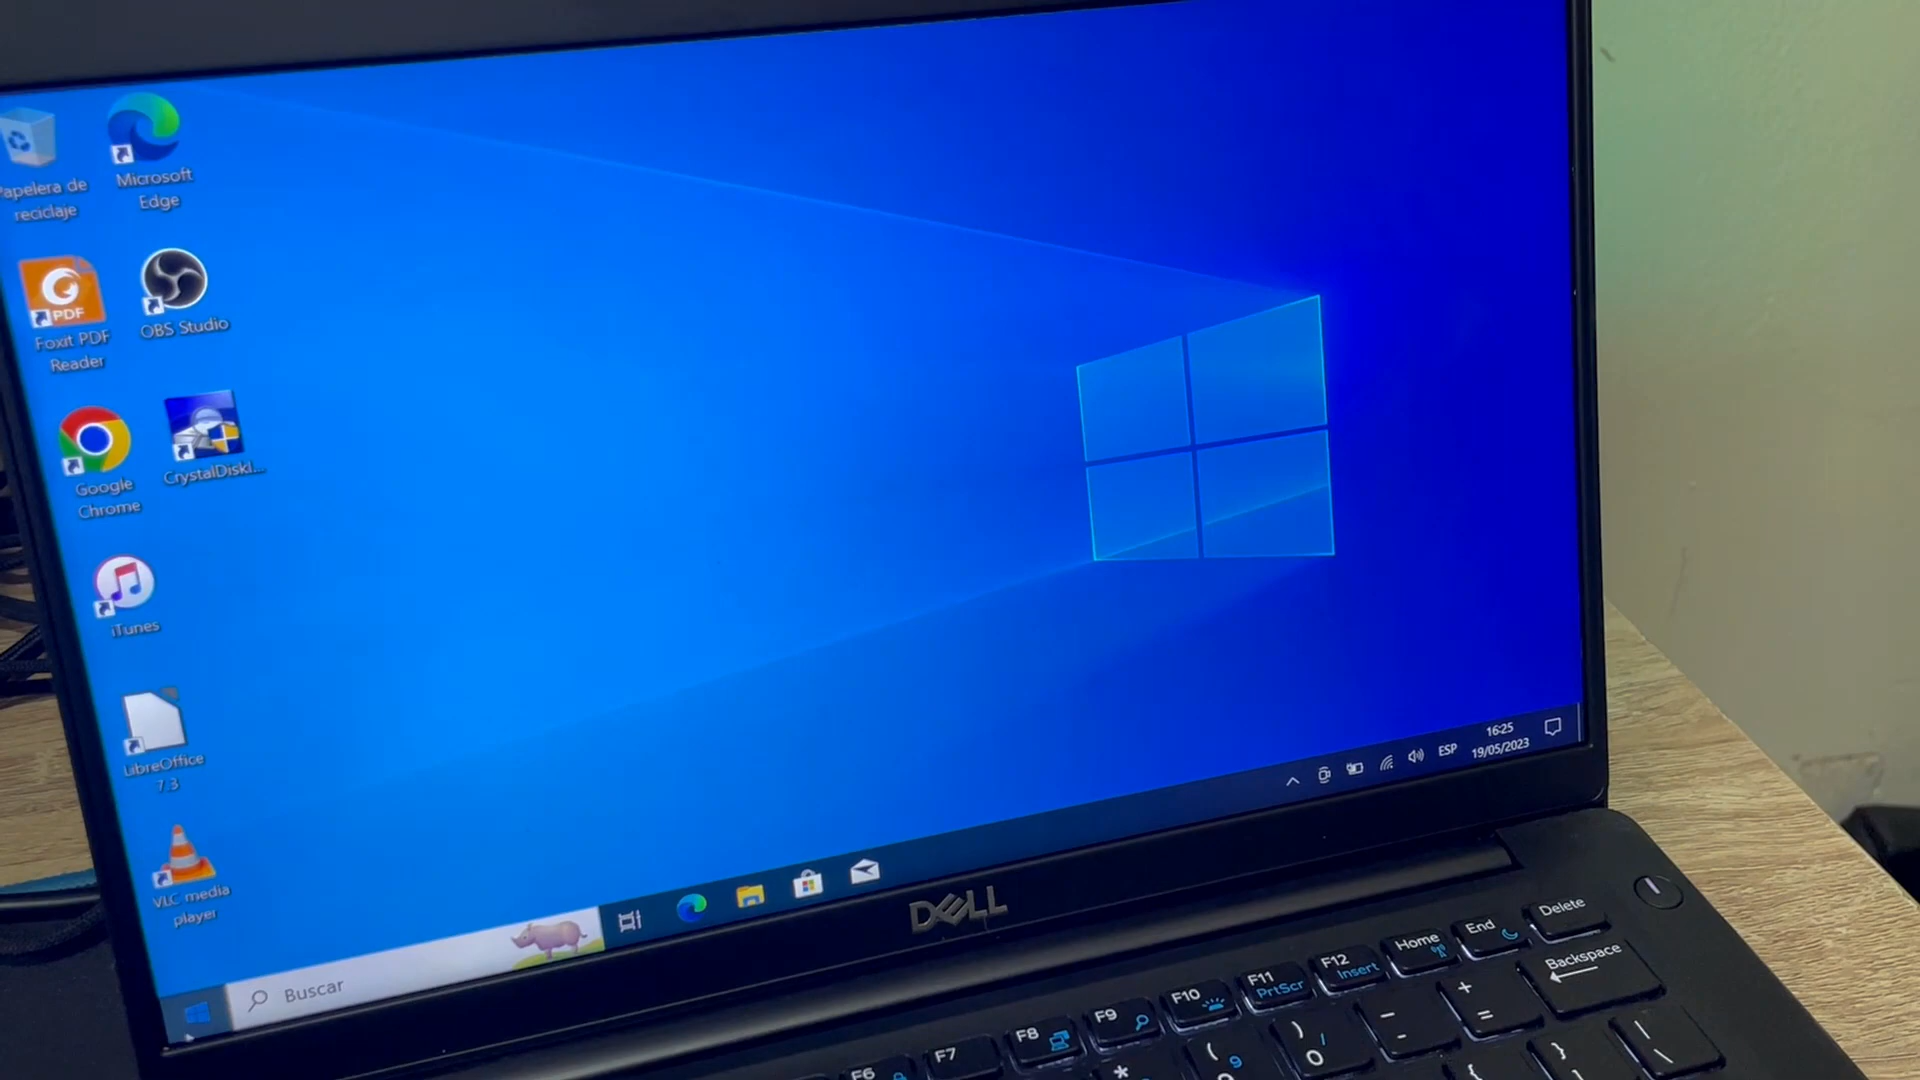 Papelera de
reciclaje
Microsoft
Edge
PDF
Foxit PDF
Reader
OBS Studio
Google
Chrome
CrystalDiskI...
iTunes
LibreOffice
7.3
VLC media
player
Buscar
ESP
16:25
19/05/2023
DELL
F6
F7
F8
F9
F10
F11
PrtScr
F12
Insert
Home
End
Delete
Backspace
*
(
9
)
0
/
_
-
+
=
{
}
|
\